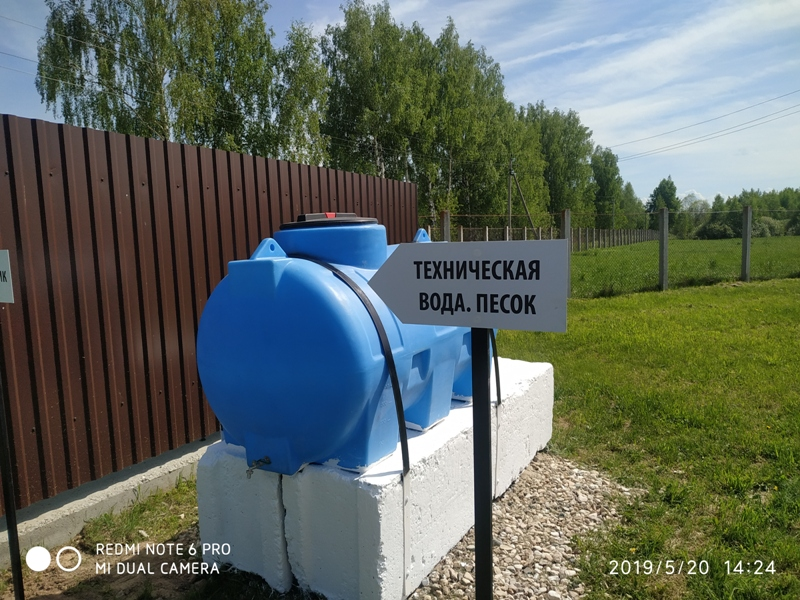 ТЕХНИЧЕСКАЯ
ВОДА. ПЕСОК
REDMI NOTE 6 PRO
MI DUAL CAMERA
2019/5/20 14:24